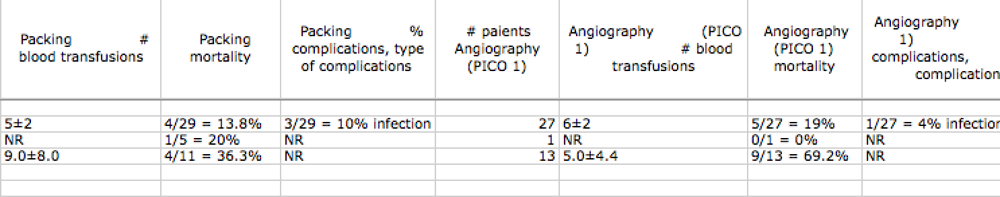 Packing #
blood transfusions
Packing
mortality
Packing %
complications, type
of complications
# paients
Angiography
(PICO 1)
Angiography (PICO
1) # blood
transfusions
Angiography
(PICO 1)
mortality
Angiography
1)
complications,
complication
5±2
4/29 = 13.8%
3/29 = 10% infection
27
6±2
5/27 = 19%
1/27 = 4% infection
NR
1/5 = 20%
NR
1
NR
0/1 = 0%
NR
9.0±8.0
4/11 = 36.3%
NR
13
5.0±4.4
9/13 = 69.2%
NR